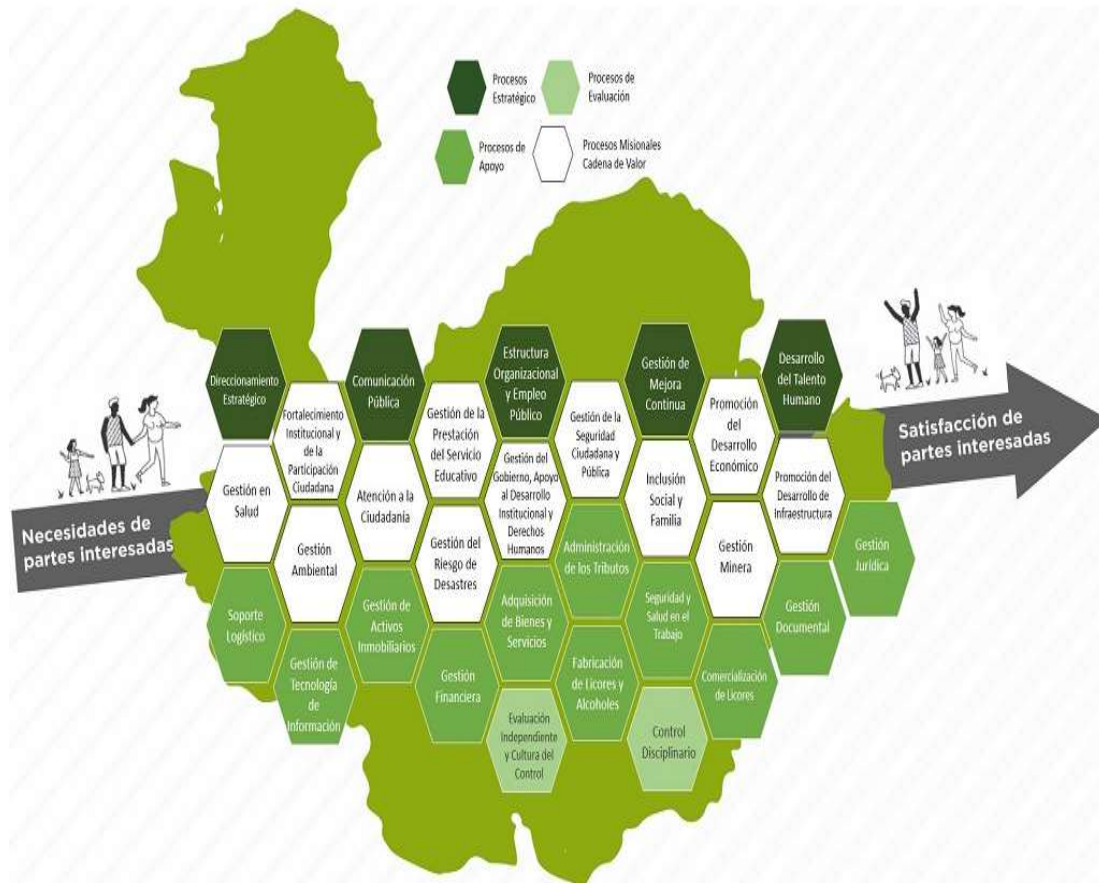 Procesos
Estratégico
Procesos de
Evaluación
Procesos de
Apoyo
Procesos Misionales
Cadena de Valor
Direccionamiento
Estratégico
Fortalecimiento
Institucional y
de la
Participación
Ciudadana
Comunicación
Pública
Gestión de la
Prestación
del Servicio
Educativo
Estructura
Organizacional
y Empleo
Público
Gestión de la
Seguridad
Ciudadana y
Pública
Gestión de
Mejora
Continua
Promoción
del
Desarrollo
Económico
Desarrollo
del Talento
Humano
Satisfacción de
partes interesadas
Necesidades de
partes interesadas
Gestión en
Salud
Gestión
Ambiental
Atención a la
Ciudadanía
Gestión del
Riesgo de
Desastres
Gestión del
Gobierno, Apoyo
al Desarrollo
Institucional y
Derechos
Humanos
Administración
de los Tributos
Inclusión
Social y
Familia
Gestión
Minera
Promoción del
Desarrollo de
Infraestructura
Gestión
Jurídica
Soporte
Logístico
Gestión de
Tecnología
de
Información
Gestión de
Activos
Inmobiliarios
Gestión
Financiera
Adquisición
de Bienes y
Servicios
Fabricación
de Licores y
Alcoholes
Seguridad y
Salud en el
Trabajo
Comercialización
de Licores
Gestión
Documental
Evaluación
Independiente
y Cultura del
Control
Control
Disciplinario